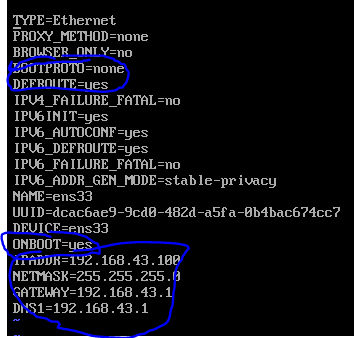 TYPE=Ethernet
PROXY_METHOD=none
BROWSER_ONLY=no
BOOTPROTO=none
DEFROUTE=yes
IPV4_FAILURE_FATAL=no
IPV6INIT=yes
IPV6_AUTOCONF=yes
IPV6_DEFROUTE=yes
IPV6_FAILURE_FATAL=no
IPV6_ADDR_GEN_MODE=stable-privacy
NAME=ens33
UUID=dcac6ae9-9cd0-482d-a5fa-0b4bac674cc7
DEVICE=ens33
ONBOOT=yes
IPADDR=192.168.43.100
NETMASK=255.255.255.0
GATEWAY=192.168.43.1
DNS1=192.168.43.1
~
~